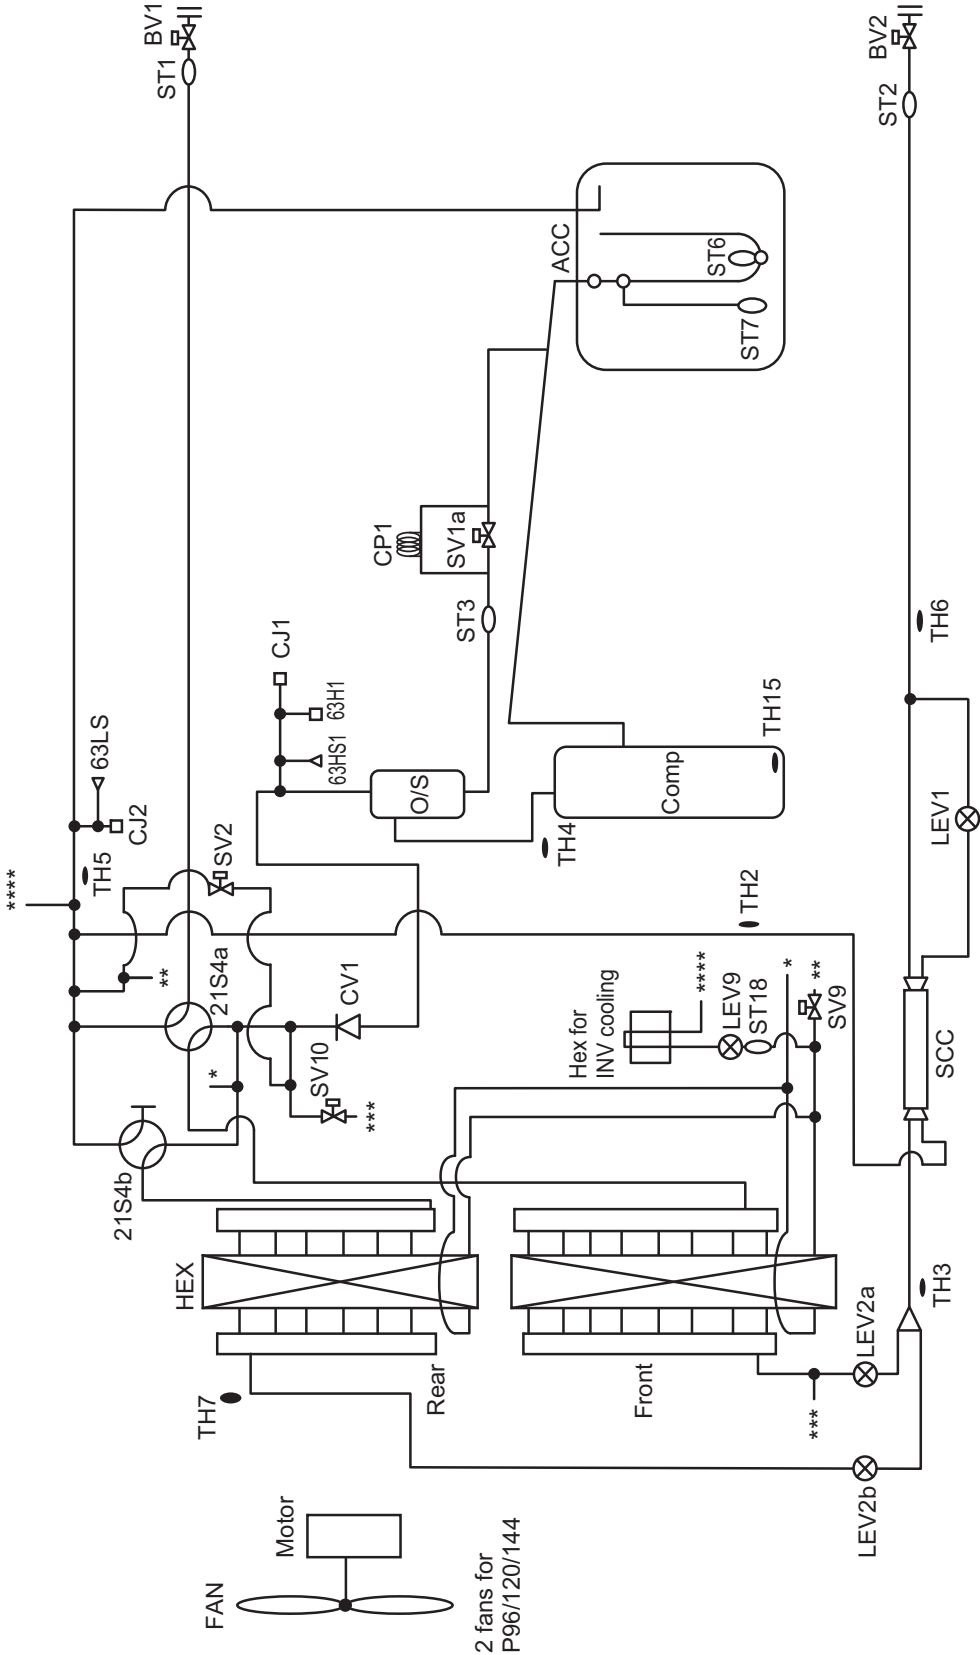 ****
63LS
TH5
21S4b
CJ2
BV1
ST1
HEX
TH7
FAN
**
*
21S4a
SV2
Motor
SV10
CJ1
63H1
63HS1
CV1
***
CP1
O/S
Rear
SV1a
ST3
2 fans for
P96/120/144
ACC
TH4
Hex for
INV cooling
Front
Comp
ST6
****
LEV9
TH2
ST7
ST18
TH15
*
***
**
SV9
LEV2b
LEV2a
BV2
ST2
TH3
SCC
TH6
LEV1